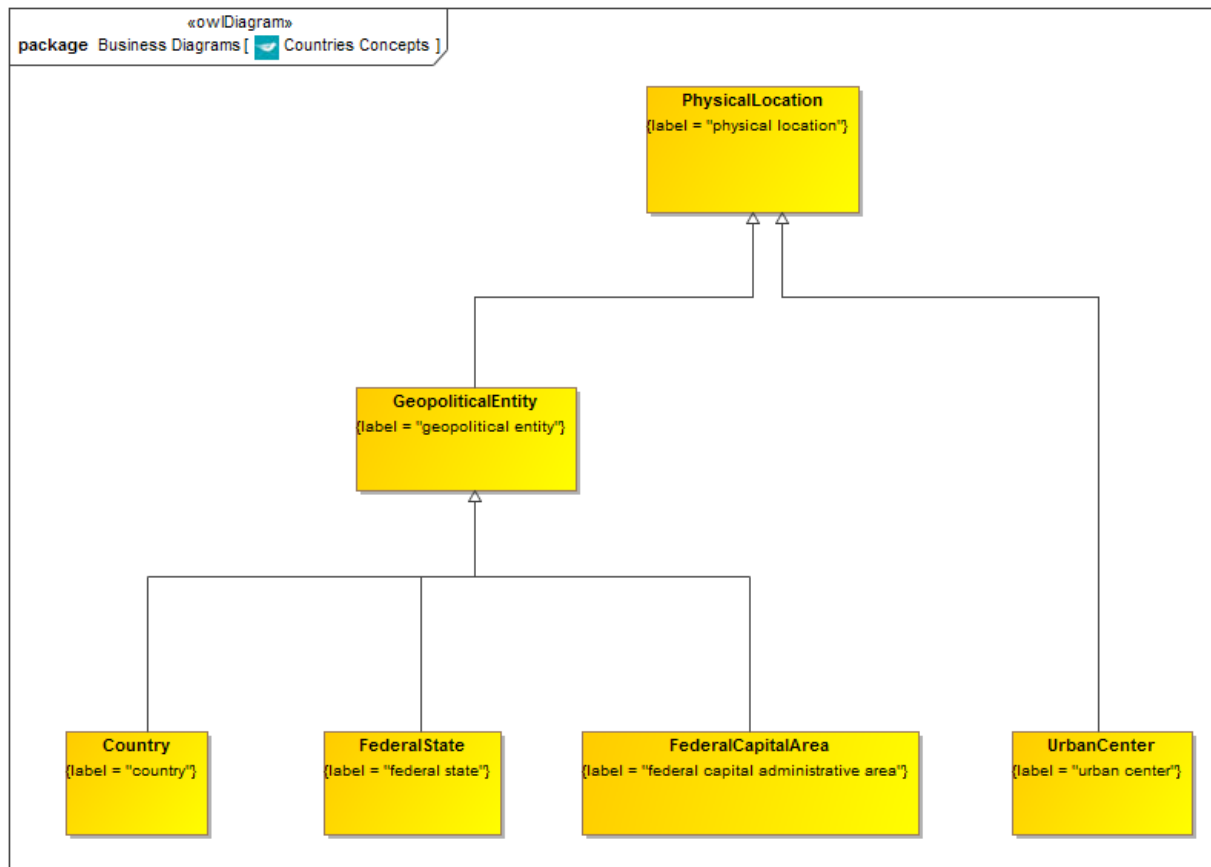 «owlDiagram»
package Business Diagrams [ Countries Concepts ]
PhysicalLocation
{label = "physical location"}
GeopoliticalEntity
{label = "geopolitical entity"}
Country
{label = "country"}
FederalState
{label = "federal state"}
FederalCapitalArea
{label = "federal capital administrative area"}
UrbanCenter
{label = "urban center"}